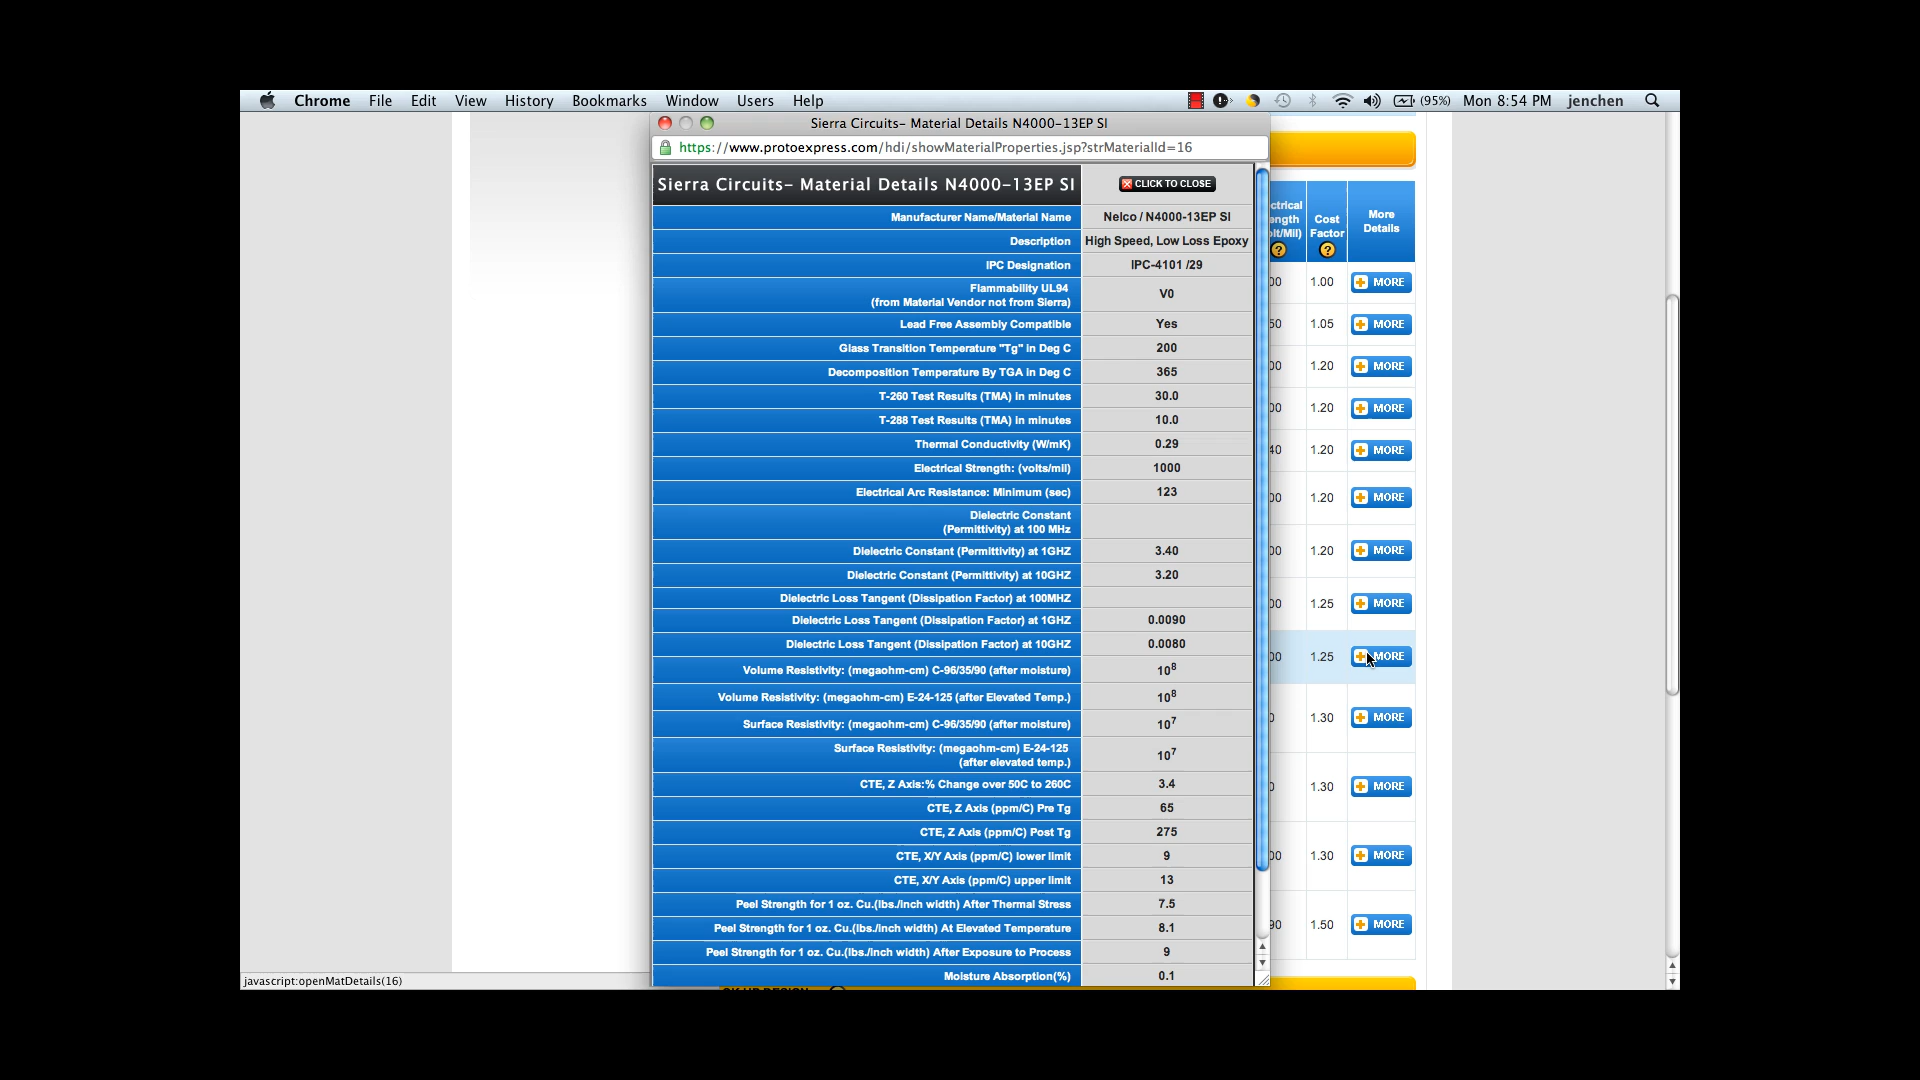 Chrome File Edit View History Bookmarks Window Users Help (95%) Mon 8:54 PM jenchen
Sierra Circuits– Material Details N4000–13EP SI
https://www.protoexpress.com/hdi/showMaterialProperties.jsp?strMaterialId=16
Sierra Circuits– Material Details N4000–13EP SI CLICK TO CLOSE
Manufacturer Name/Material Name Nelco / N4000-13EP SI
Description High Speed, Low Loss Epoxy
IPC Designation IPC-4101 /29
Flammability UL94
(from Material Vendor not from Sierra) V0
Lead Free Assembly Compatible Yes
Glass Transition Temperature "Tg" in Deg C 200
Decomposition Temperature By TGA in Deg C 365
T-260 Test Results (TMA) in minutes 30.0
T-288 Test Results (TMA) in minutes 10.0
Thermal Conductivity (W/mK) 0.29
Electrical Strength: (volts/mil) 1000
Electrical Arc Resistance: Minimum (sec) 123
Dielectric Constant
(Permittivity) at 100 MHz
Dielectric Constant (Permittivity) at 1GHZ 3.40
Dielectric Constant (Permittivity) at 10GHZ 3.20
Dielectric Loss Tangent (Dissipation Factor) at 100MHZ
Dielectric Loss Tangent (Dissipation Factor) at 1GHZ 0.0090
Dielectric Loss Tangent (Dissipation Factor) at 10GHZ 0.0080
Volume Resistivity: (megaohm-cm) C-96/35/90 (after moisture) 10⁸
Volume Resistivity: (megaohm-cm) E-24-125 (after Elevated Temp.) 10⁸
Surface Resistivity: (megaohm-cm) C-96/35/90 (after moisture) 10⁷
Surface Resistivity: (megaohm-cm) E-24-125
(after elevated temp.) 10⁷
CTE, Z Axis:% Change over 50C to 260C 3.4
CTE, Z Axis (ppm/C) Pre Tg 65
CTE, Z Axis (ppm/C) Post Tg 275
CTE, X/Y Axis (ppm/C) lower limit 9
CTE, X/Y Axis (ppm/C) upper limit 13
Peel Strength for 1 oz. Cu.(lbs./inch width) After Thermal Stress 7.5
Peel Strength for 1 oz. Cu.(lbs./inch width) At Elevated Temperature 8.1
Peel Strength for 1 oz. Cu.(lbs./inch width) After Exposure to Process 9
Moisture Absorption(%) 0.1
Cost
Factor
?
?
More
Details
00 1.00 MORE
50 1.05 MORE
00 1.20 MORE
00 1.20 MORE
40 1.20 MORE
00 1.20 MORE
00 1.20 MORE
00 1.25 MORE
00 1.25 MORE
0 1.30 MORE
0 1.30 MORE
00 1.30 MORE
90 1.50 MORE
javascript:openMatDetails(16)